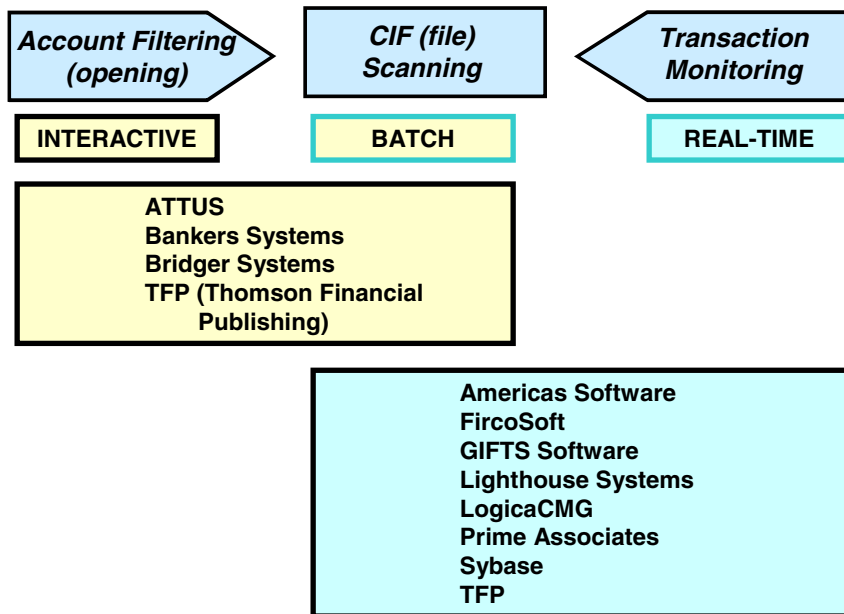 Account Filtering
(opening)
CIF (file)
Scanning
Transaction
Monitoring
INTERACTIVE
BATCH
REAL-TIME
ATTUS
Bankers Systems
Bridger Systems
TFP (Thomson Financial
Publishing)
Americas Software
FircoSoft
GIFTS Software
Lighthouse Systems
LogicaCMG
Prime Associates
Sybase
TFP